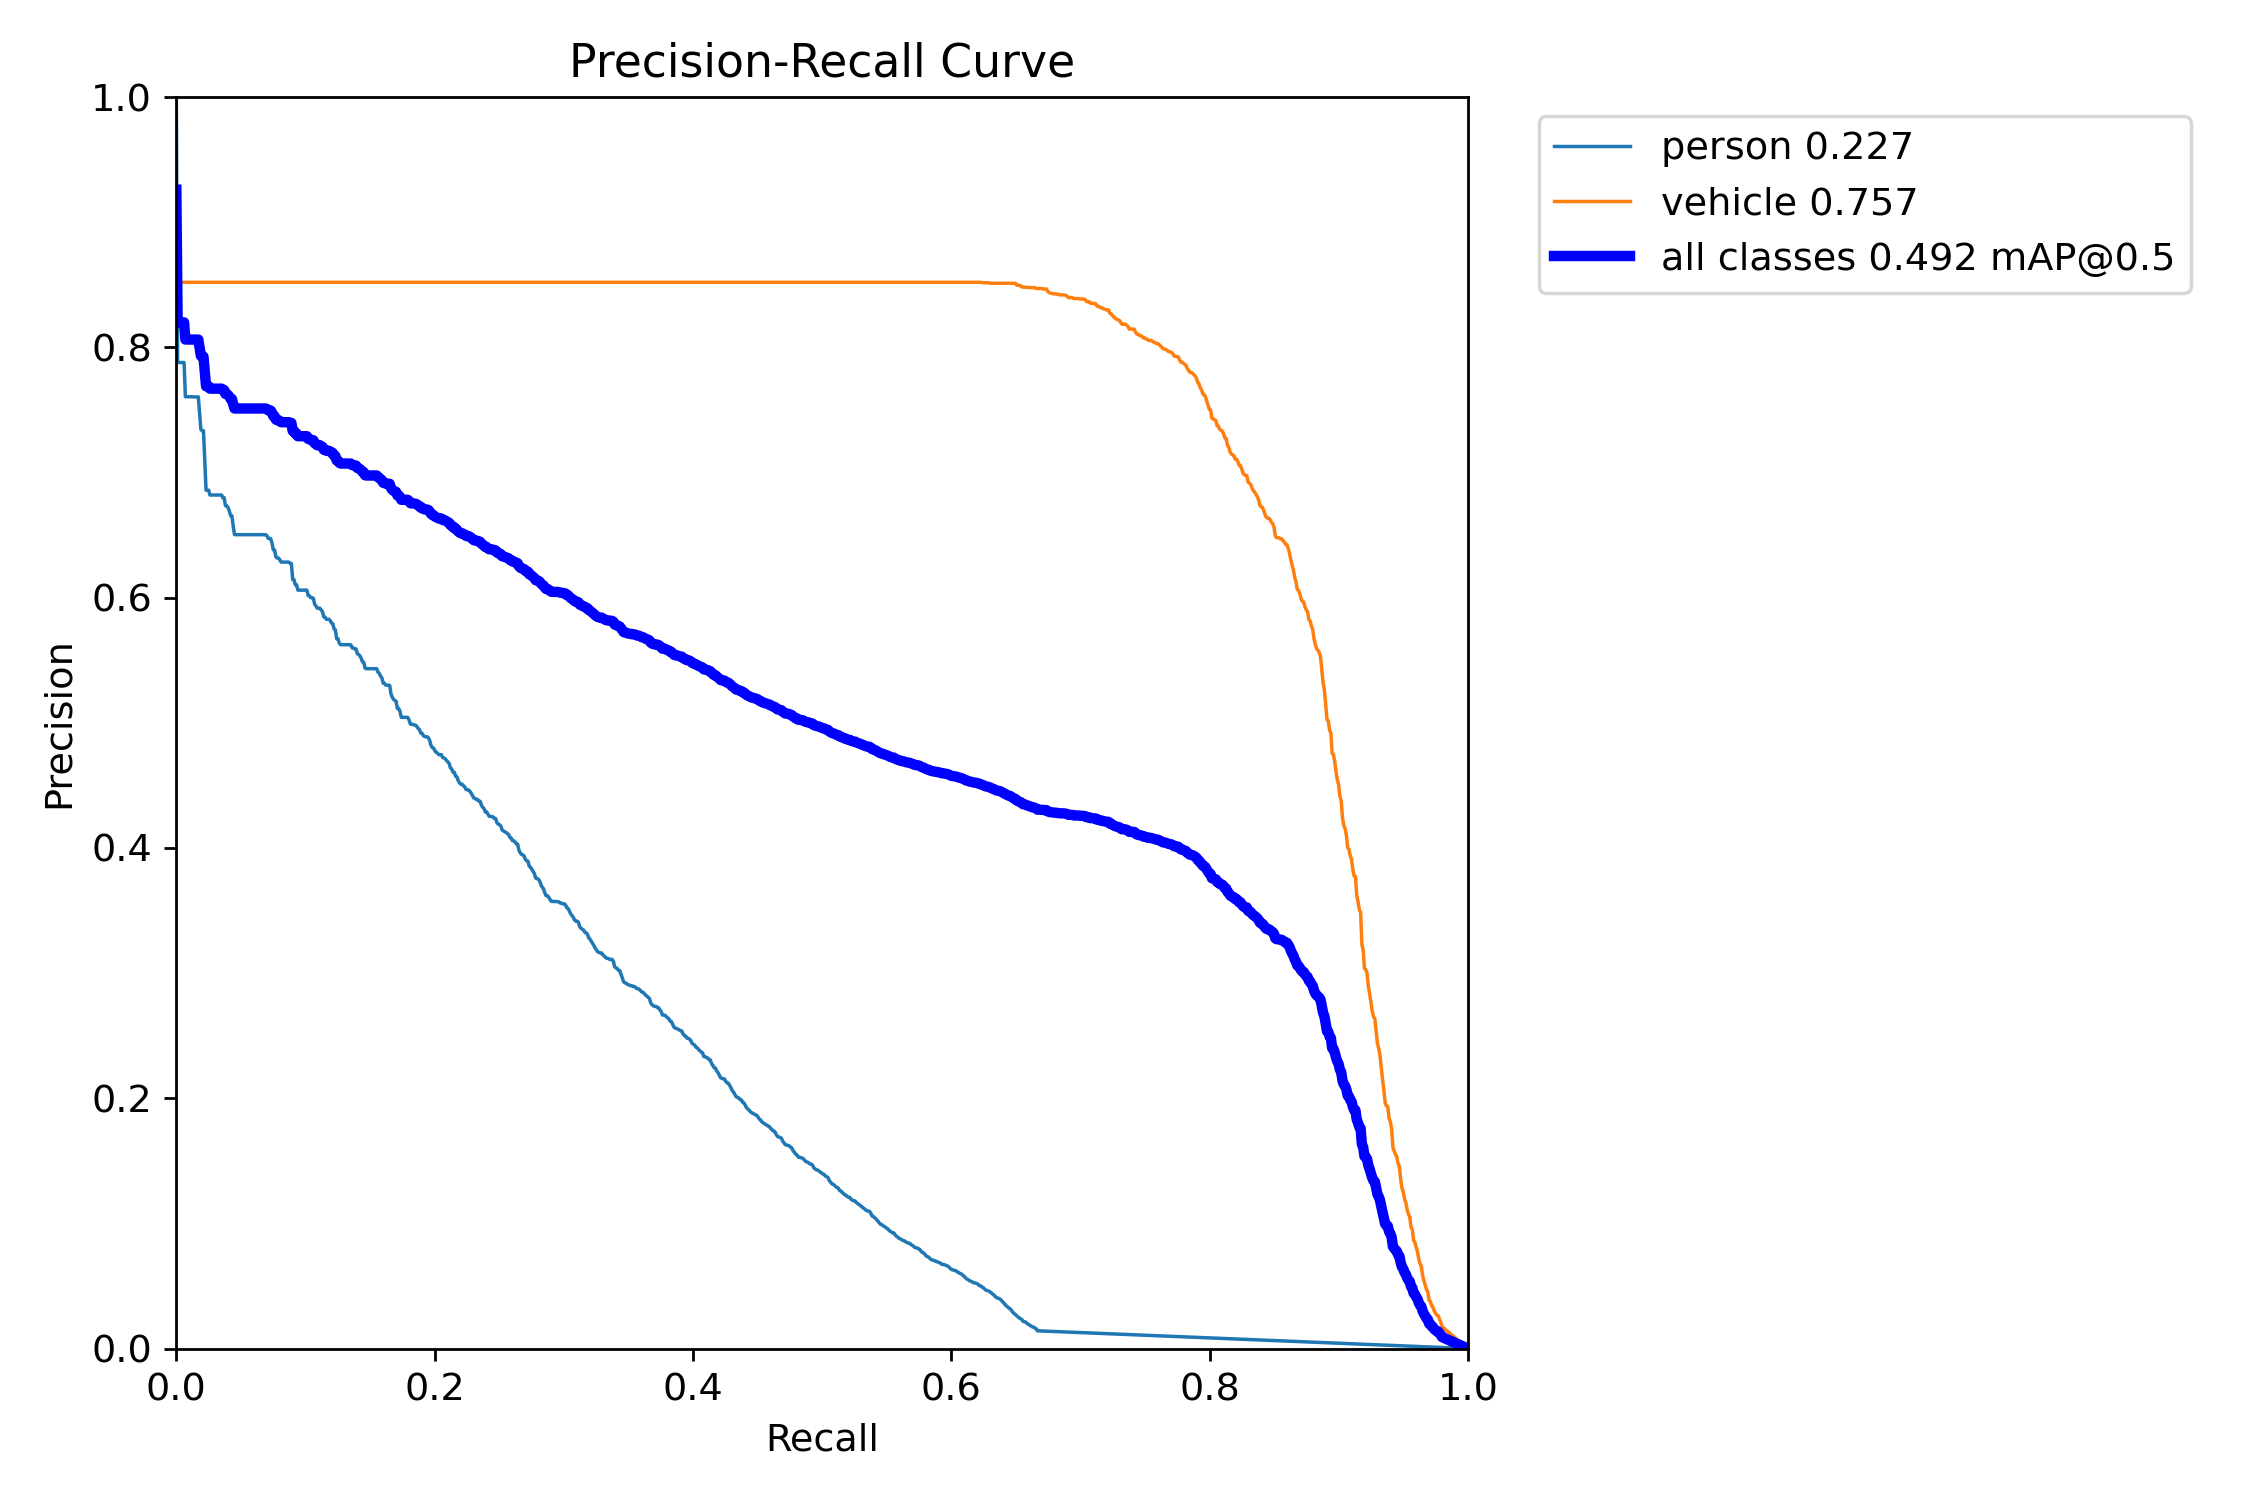 Precision-Recall Curve
1.0
0.8
0.6
0.4
0.2
0.0
Precision
0.0 0.2 0.4 0.6 0.8 1.0
Recall
person 0.227
vehicle 0.757
all classes 0.492 mAP@0.5